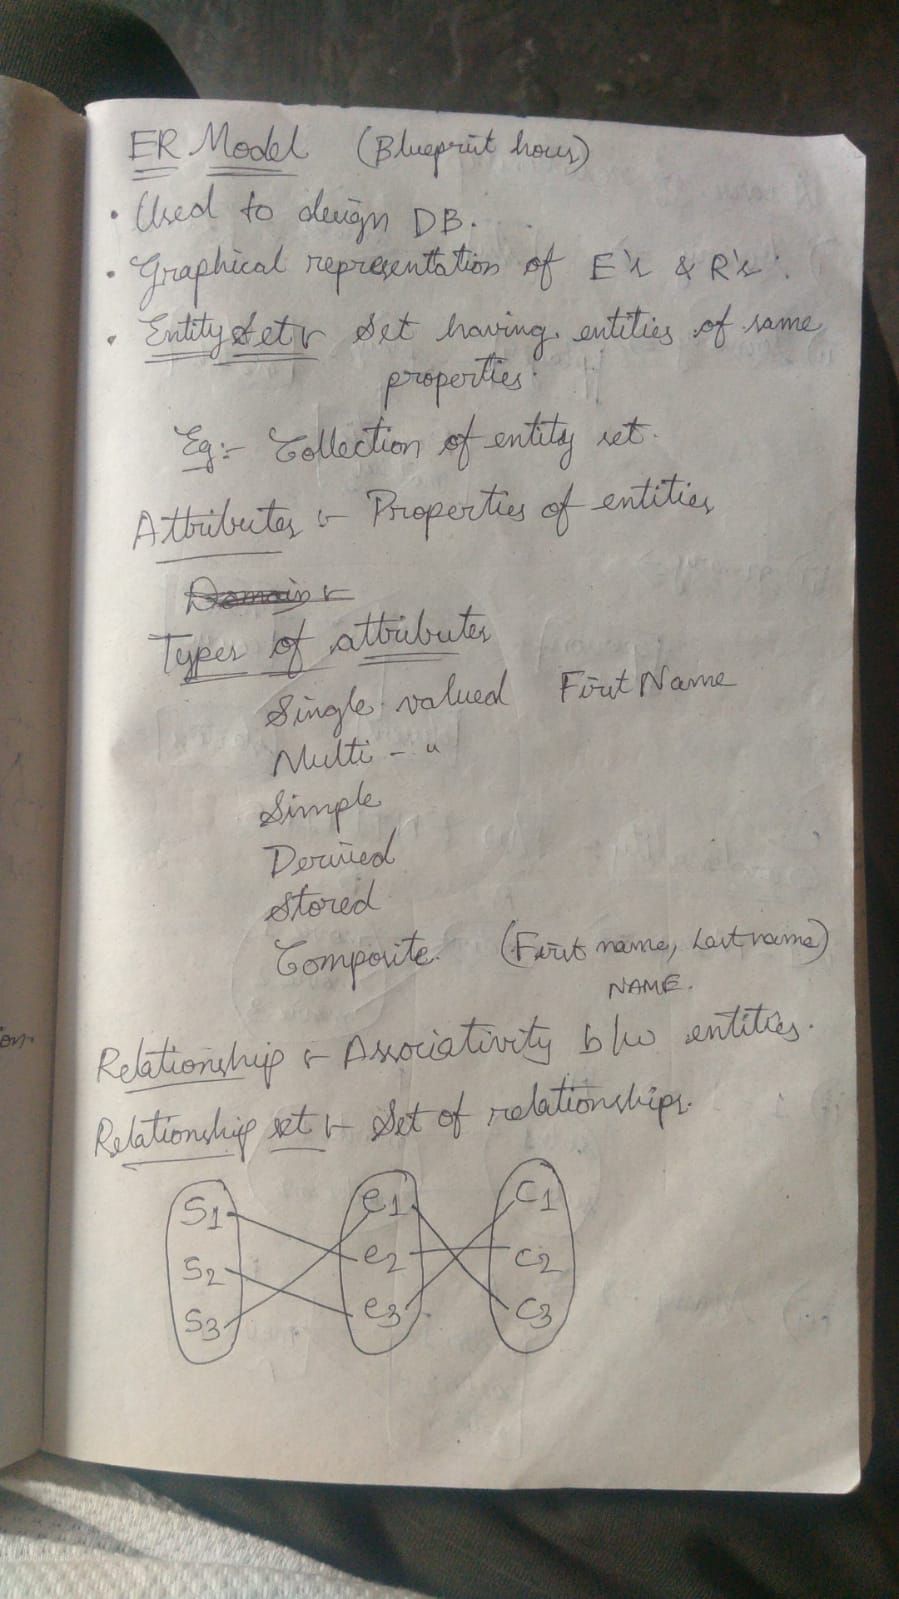 ER Model (Blueprint hous)
• Used to design DB.
• Graphical representation of E's & R's.
• Entity Set :- Set having entities of same
properties.
Eg:- Collection of entity set.
Attributes :- Properties of entities
Domain :-
Types of attributes
Single valued First Name
Multi - "
Simple
Derived
Stored
Composite. (First name, Last name)
NAME.
on.
Relationship :- Associativity b/w entities.
Relationship set :- Set of relationships.
S1 e1 C1
S2 e2 C2
S3 e3 C3